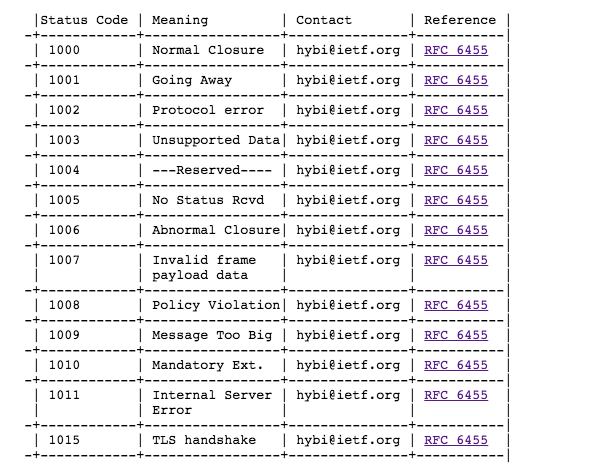 |Status Code | Meaning | Contact | Reference |
-+------------+-----------------+---------------+-----------|
| 1000 | Normal Closure | hybi@ietf.org | RFC 6455
-+------------+-----------------+---------------+-----------|
| 1001 | Going Away | hybi@ietf.org | RFC 6455
-+------------+-----------------+---------------+-----------|
| 1002 | Protocol error | hybi@ietf.org | RFC 6455
-+------------+-----------------+---------------+-----------|
| 1003 | Unsupported Data| hybi@ietf.org | RFC 6455
-+------------+-----------------+---------------+-----------|
| 1004 | ---Reserved---- | hybi@ietf.org | RFC 6455
-+------------+-----------------+---------------+-----------|
| 1005 | No Status Rcvd | hybi@ietf.org | RFC 6455
-+------------+-----------------+---------------+-----------|
| 1006 | Abnormal Closure| hybi@ietf.org | RFC 6455
-+------------+-----------------+---------------+-----------|
| 1007 | Invalid frame | hybi@ietf.org | RFC 6455
| | payload data | | |
-+------------+-----------------+---------------+-----------|
| 1008 | Policy Violation| hybi@ietf.org | RFC 6455
-+------------+-----------------+---------------+-----------|
| 1009 | Message Too Big | hybi@ietf.org | RFC 6455
-+------------+-----------------+---------------+-----------|
| 1010 | Mandatory Ext. | hybi@ietf.org | RFC 6455
-+------------+-----------------+---------------+-----------|
| 1011 | Internal Server | hybi@ietf.org | RFC 6455
| | Error | | |
-+------------+-----------------+---------------+-----------|
| 1015 | TLS handshake | hybi@ietf.org | RFC 6455
-+------------+-----------------+---------------+-----------|